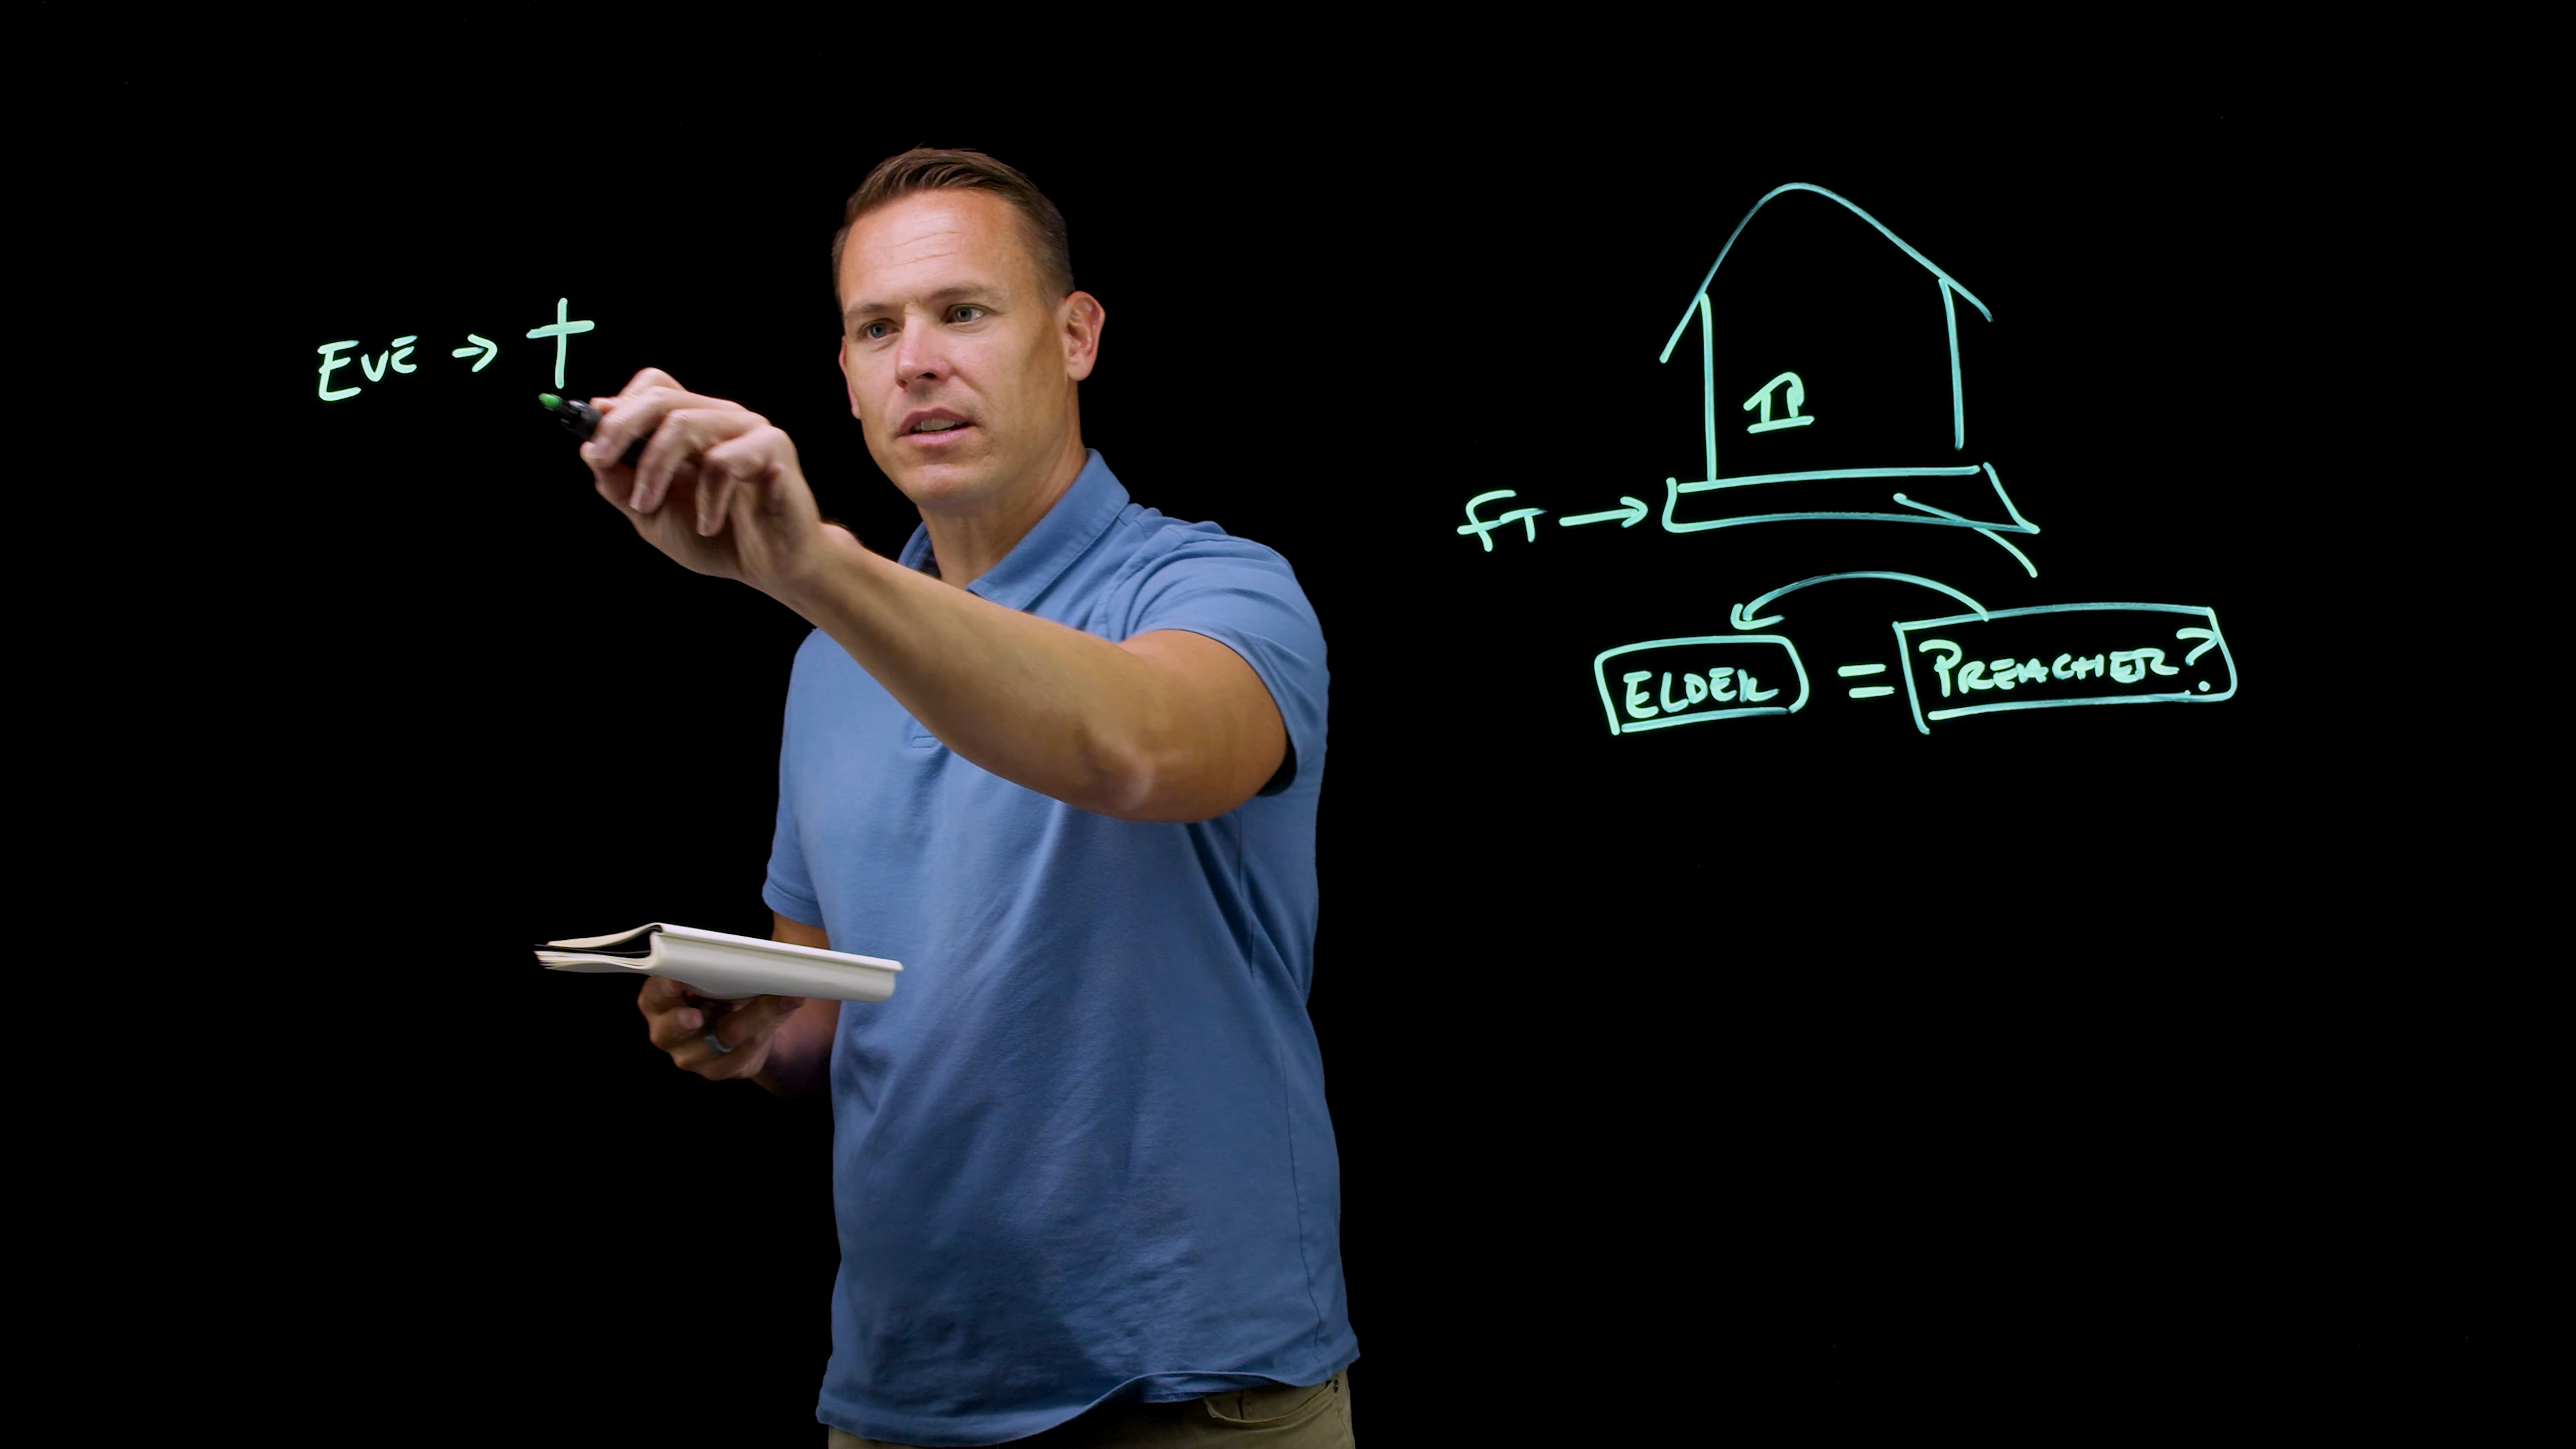 EVE →
FT →
ELDER = PREACHER?